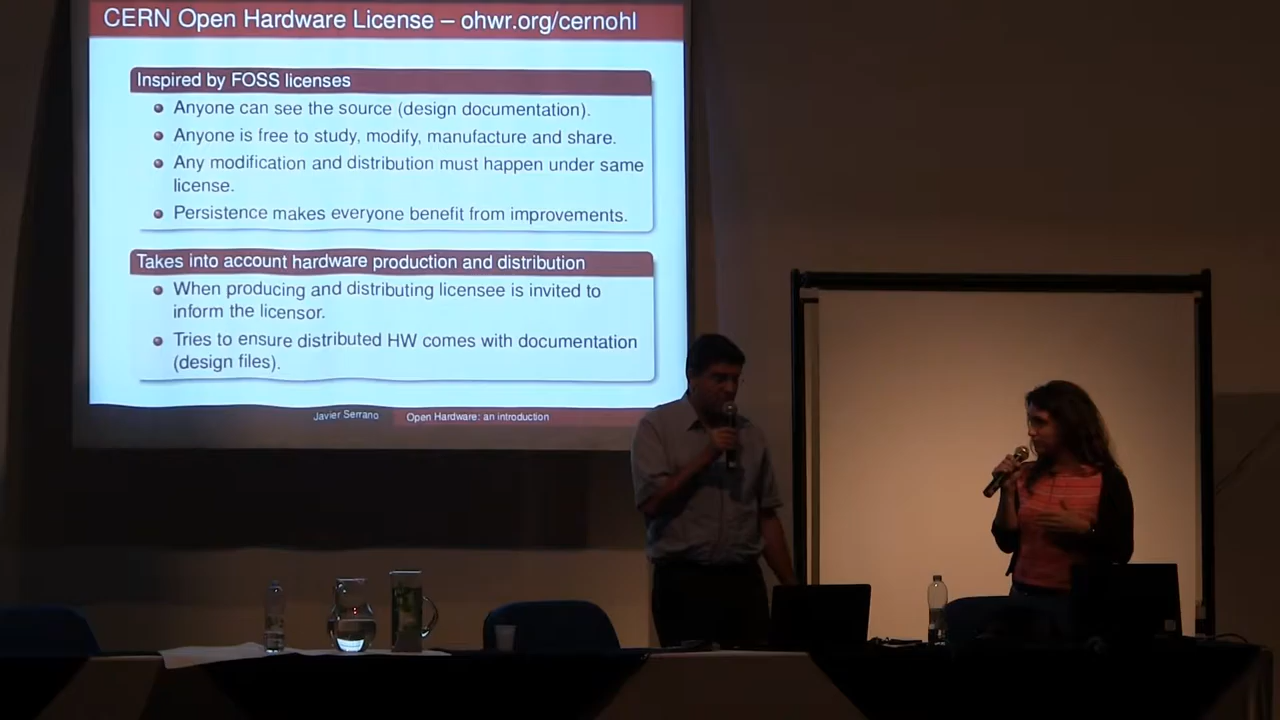 CERN Open Hardware License – ohwr.org/cernohl
Inspired by FOSS licenses
Anyone can see the source (design documentation).
Anyone is free to study, modify, manufacture and share.
Any modification and distribution must happen under same
license.
Persistence makes everyone benefit from improvements.
Takes into account hardware production and distribution
When producing and distributing licensee is invited to
inform the licensor.
Tries to ensure distributed HW comes with documentation
(design files).
Javier Serrano Open Hardware: an introduction